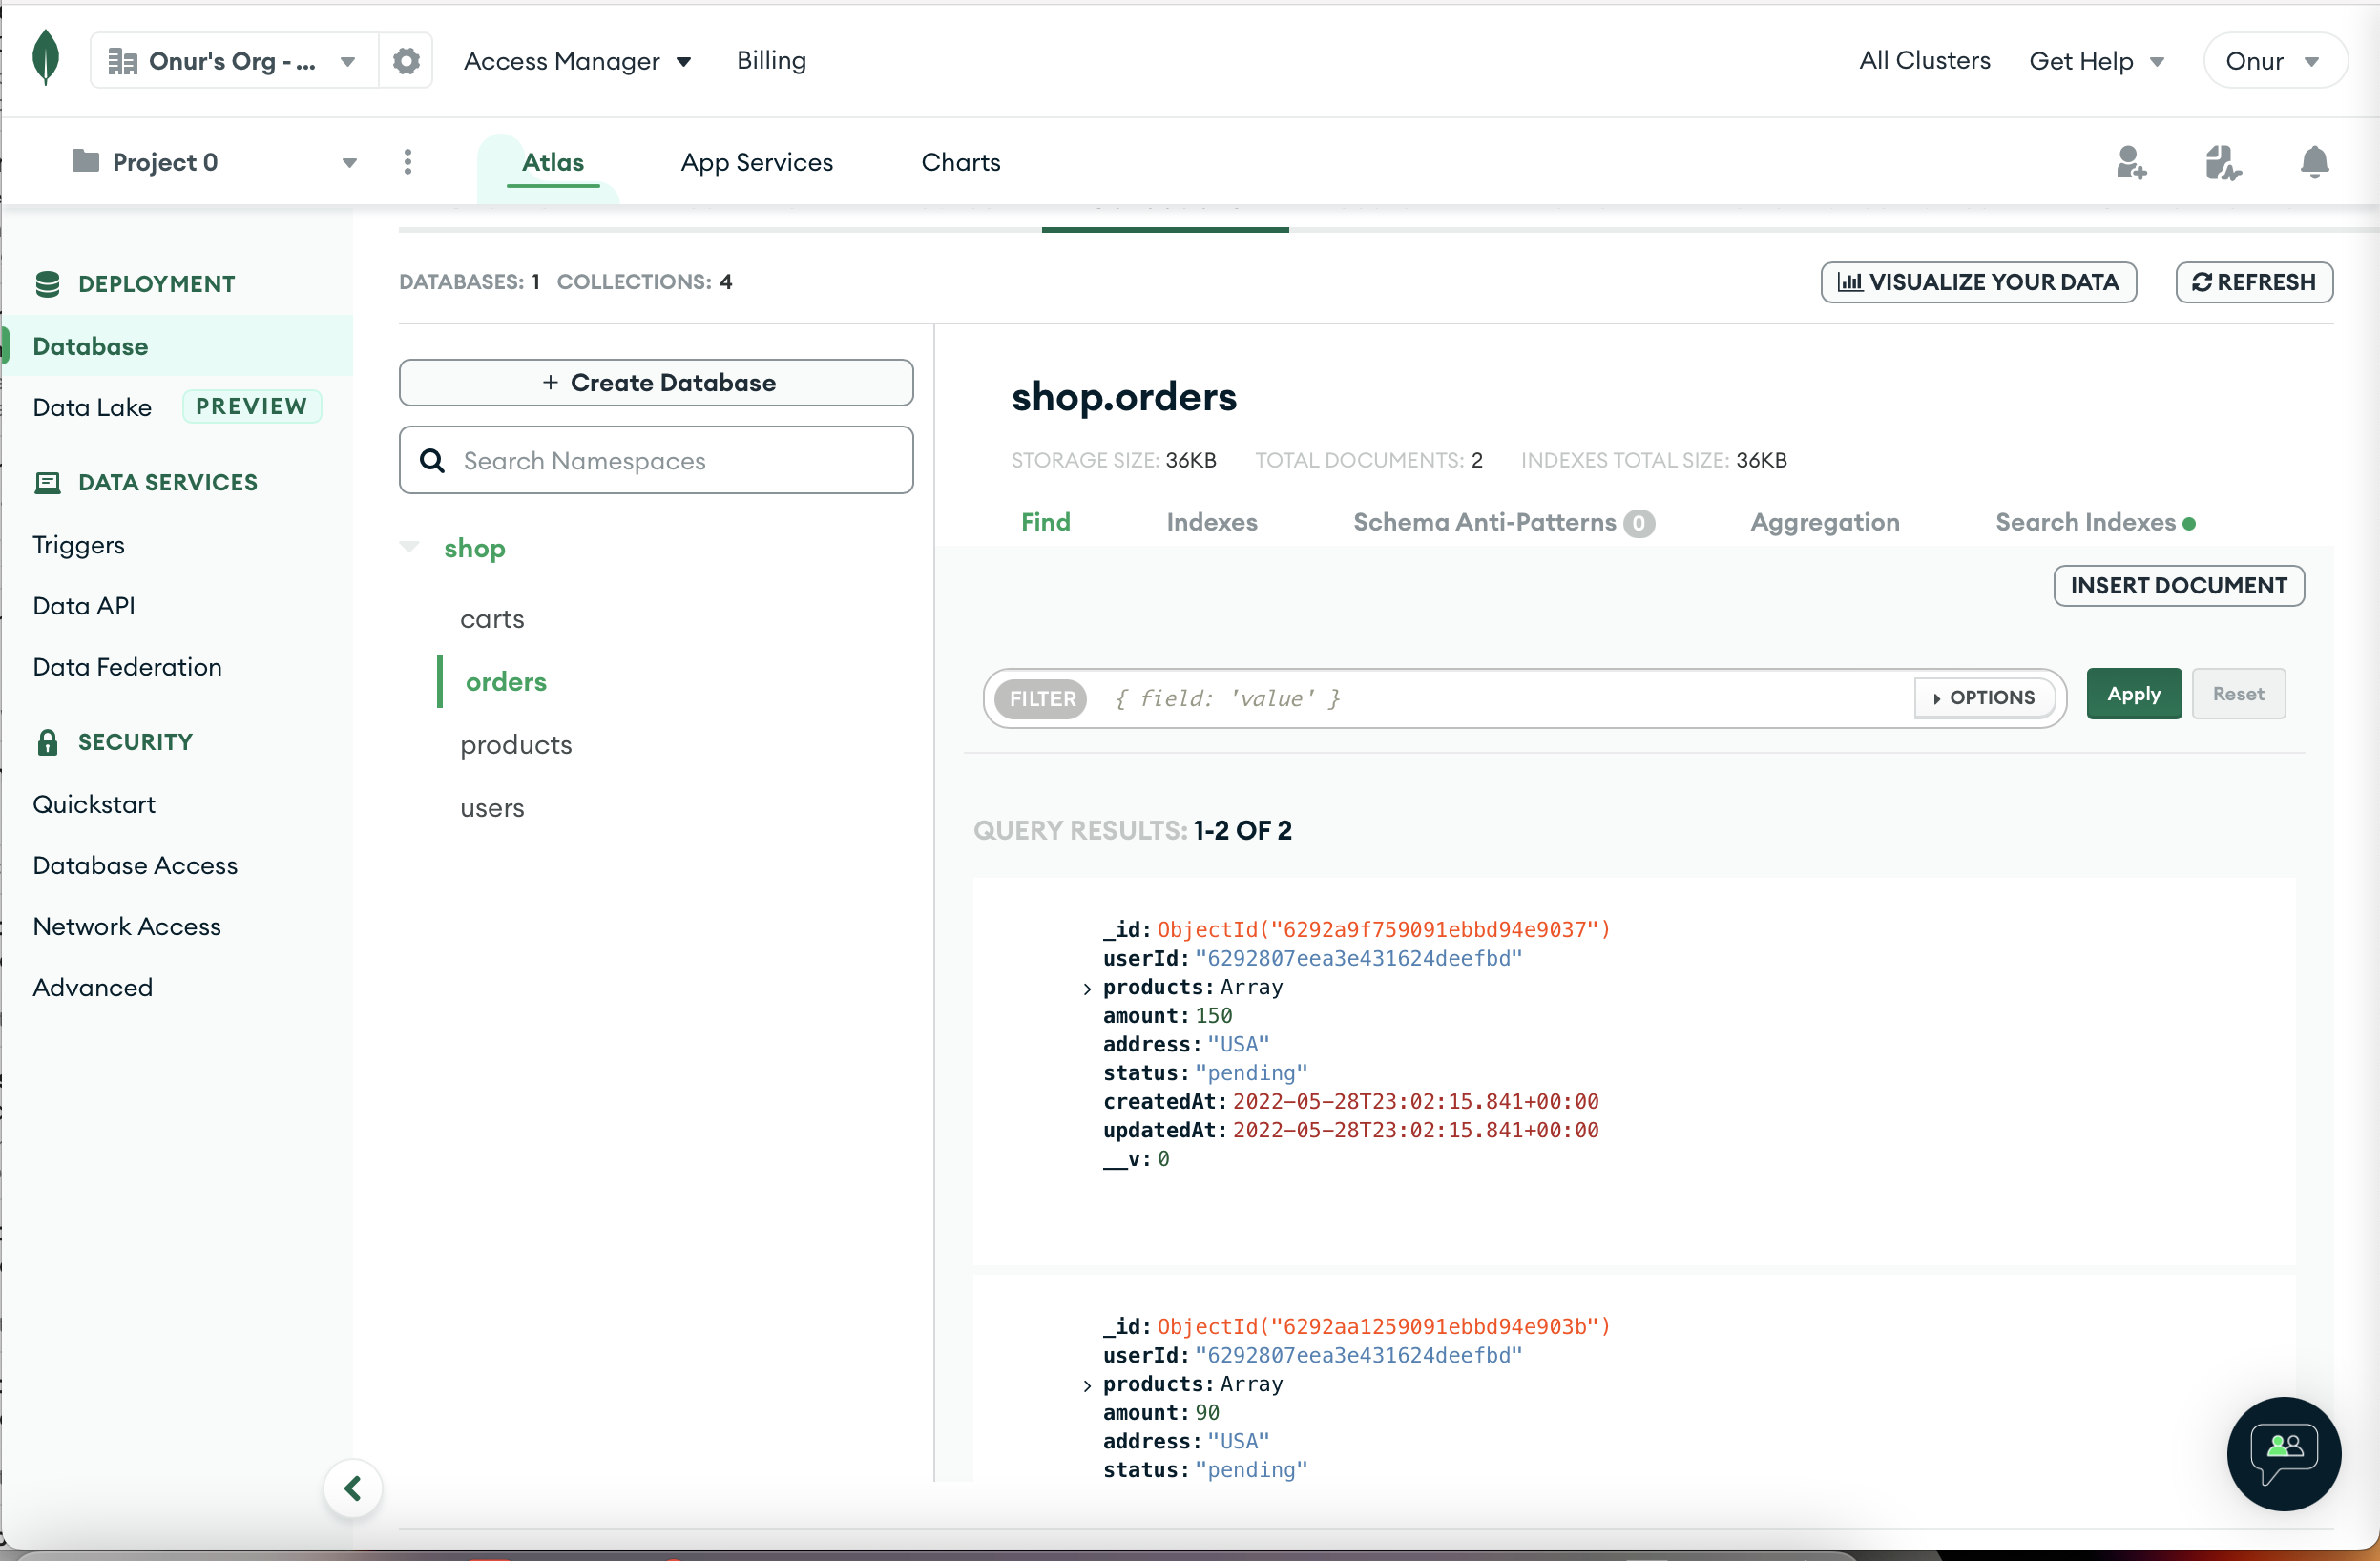 Onur's Org - ...
Access Manager
Billing
All Clusters
Get Help
Onur
Project 0
Atlas
App Services
Charts
DEPLOYMENT
Database
Data Lake PREVIEW
DATA SERVICES
Triggers
Data API
Data Federation
SECURITY
Quickstart
Database Access
Network Access
Advanced
DATABASES: 1 COLLECTIONS: 4
VISUALIZE YOUR DATA
REFRESH
+ Create Database
Search Namespaces
shop
carts
orders
products
users
shop.orders
STORAGE SIZE: 36KB TOTAL DOCUMENTS: 2 INDEXES TOTAL SIZE: 36KB
Find Indexes Schema Anti-Patterns 0 Aggregation Search Indexes
INSERT DOCUMENT
FILTER { field: 'value' } OPTIONS Apply Reset
QUERY RESULTS: 1-2 OF 2
_id: ObjectId("6292a9f759091ebbd94e9037")
userId: "6292807eea3e431624deefbd"
products: Array
amount: 150
address: "USA"
status: "pending"
createdAt: 2022-05-28T23:02:15.841+00:00
updatedAt: 2022-05-28T23:02:15.841+00:00
__v: 0
_id: ObjectId("6292aa1259091ebbd94e903b")
userId: "6292807eea3e431624deefbd"
products: Array
amount: 90
address: "USA"
status: "pending"